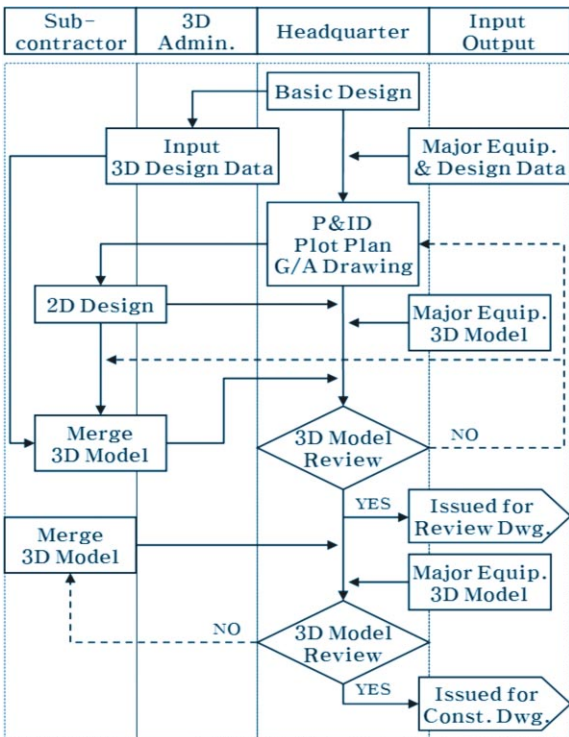 Sub-
contractor
3D
Admin.
Headquarter
Input
Output
Basic Design
Input
3D Design Data
Major Equip.
& Design Data
P&ID
Plot Plan
G/A Drawing
2D Design
Major Equip.
3D Model
Merge
3D Model
3D Model
Review
NO
YES
Issued for
Review Dwg.
Merge
3D Model
Major Equip.
3D Model
NO
3D Model
Review
YES
Issued for
Const. Dwg.